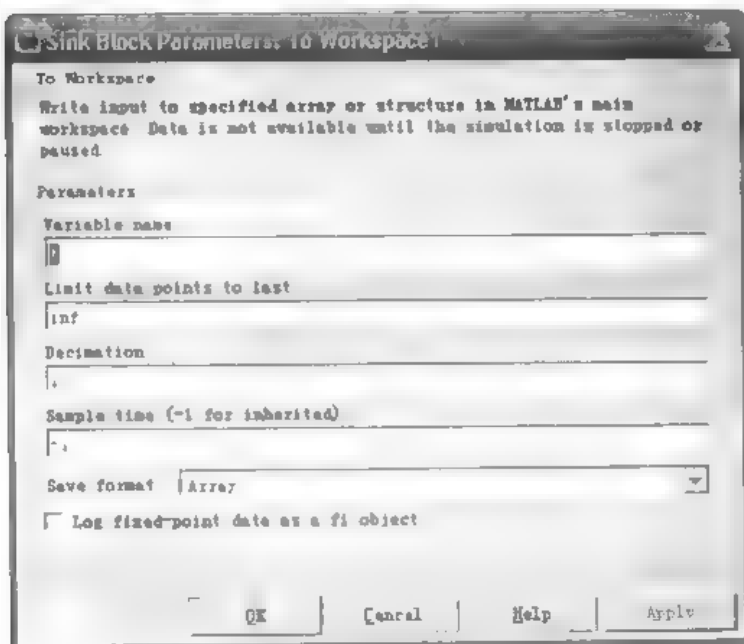 Sink Block Parameters: To Workspace
To Workspace
Write input to specified array or structure in MATLAB's main
workspace Data is not available until the simulation is stopped or
paused
Parameters
Variable name
Limit data points to last
inf
Decimation
Sample time (-1 for inherited)
Save format Array
Log fixed-point data as a fi object
OK Cancel Help Apply